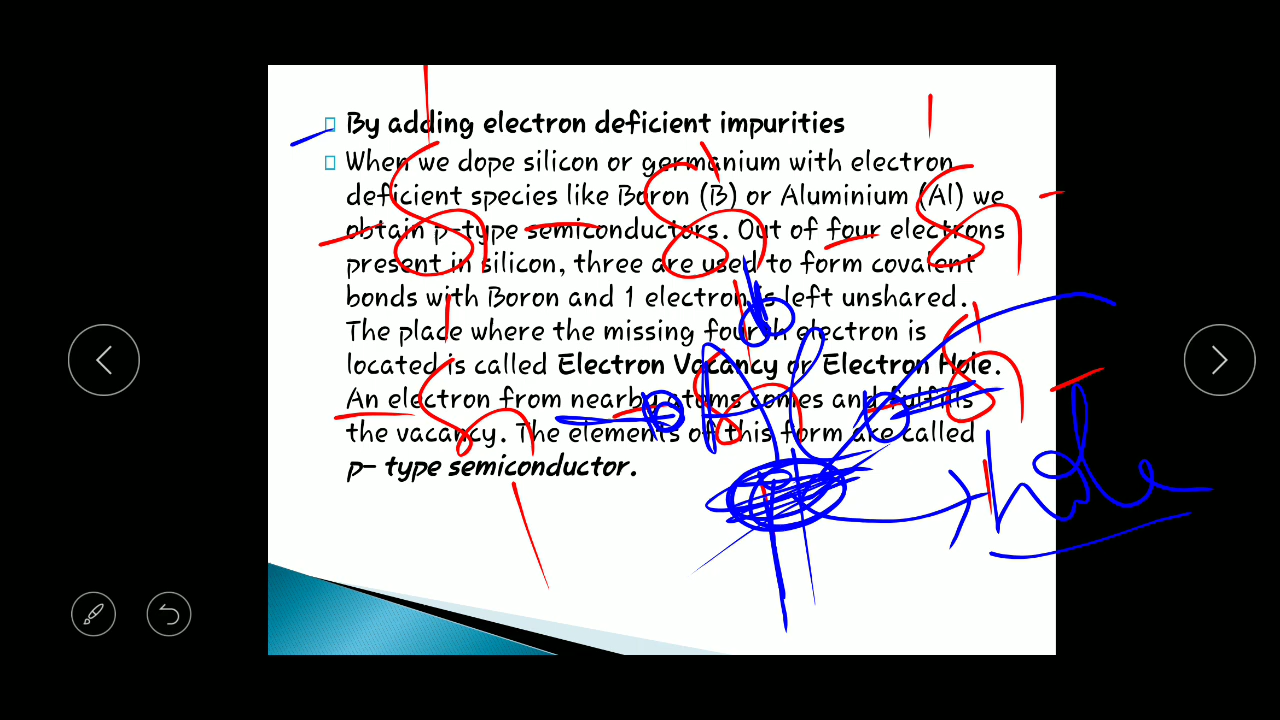 By adding electron deficient impurities
When we dope silicon or germanium with electron
deficient species like Boron (B) or Aluminium (Al) we
obtain p-type semiconductors. Out of four electrons
present in silicon, three are used to form covalent
bonds with Boron and 1 electron is left unshared.
The place where the missing fourth electron is
located is called Electron Vacancy or Electron Hole.
An electron from nearby atoms comes and fulfills
the vacancy. The elements of this form are called
p- type semiconductor.
Al
hole